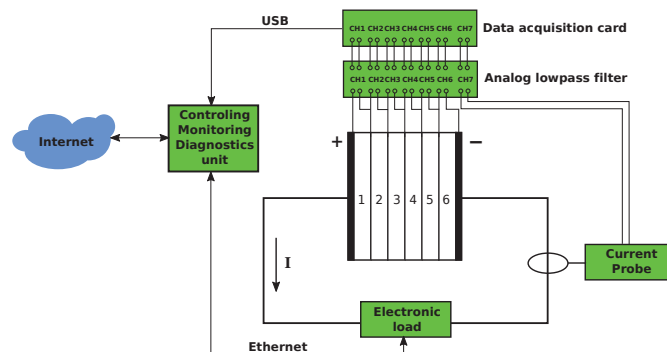 USB
CH1 CH2 CH3 CH4 CH5 CH6 CH7
Data acquisition card
CH1 CH2 CH3 CH4 CH5 CH6 CH7
Analog lowpass filter
Controling
Monitoring
Diagnostics
unit
Internet
+ −
1 2 3 4 5 6
I
Current
Probe
Electronic
load
Ethernet